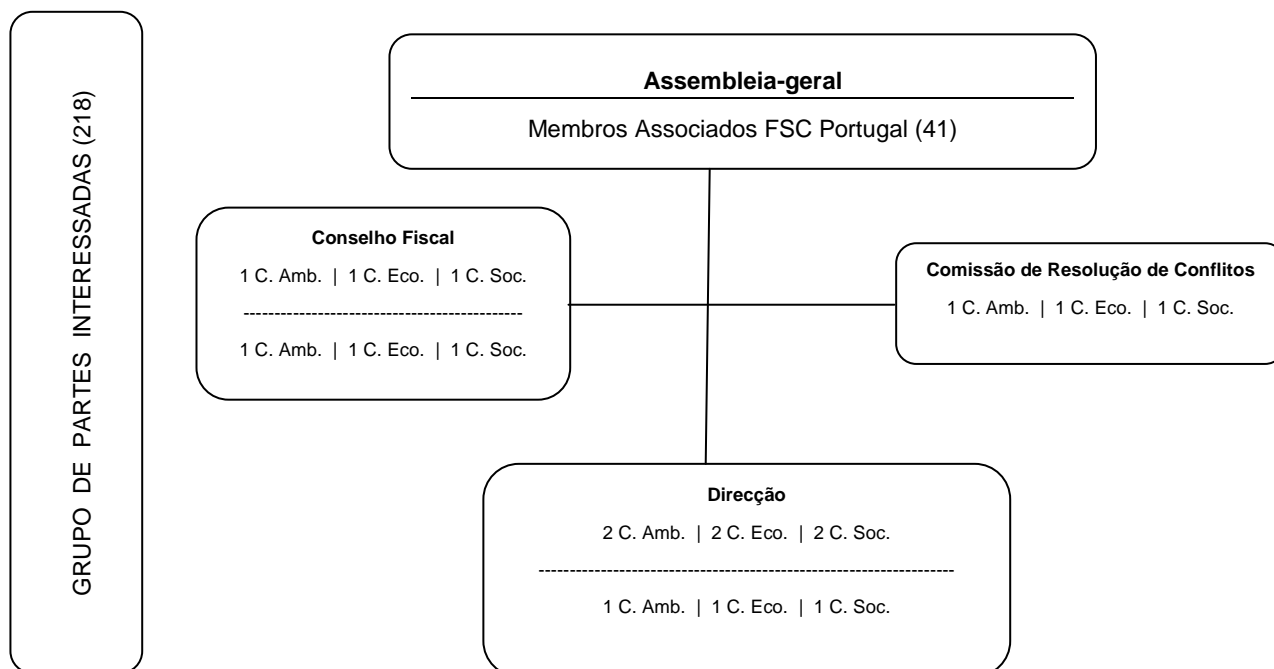 GRUPO DE PARTES INTERESSADAS (218)
Assembleia-geral
Membros Associados FSC Portugal (41)
Conselho Fiscal
1 C. Amb. | 1 C. Eco. | 1 C. Soc.
----------------------------------------------
1 C. Amb. | 1 C. Eco. | 1 C. Soc.
Comissão de Resolução de Conflitos
1 C. Amb. | 1 C. Eco. | 1 C. Soc.
Direcção
2 C. Amb. | 2 C. Eco. | 2 C. Soc.
--------------------------------------------------------------------
1 C. Amb. | 1 C. Eco. | 1 C. Soc.